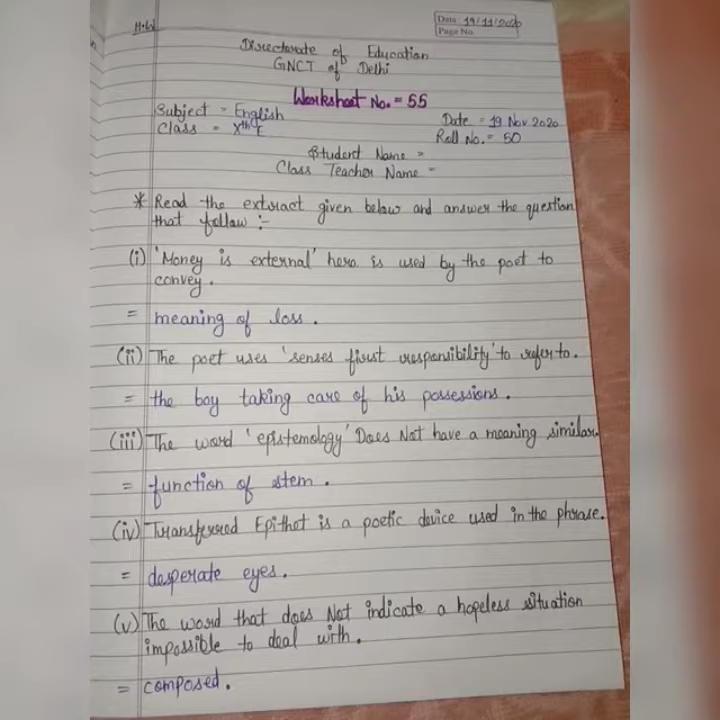 H.W
Date: 19/11/2020
Page No.
Directorate of Education
GNCT of Delhi
Worksheet No. = 55
Subject = English
Date = 19 Nov 2020
Class = Xth E
Roll No. = 50
Student Name =
Class Teacher Name =
* Read the extract given below and answer the question
that follow :-
(i) 'Money is external' here is used by the poet to
convey.
= meaning of loss.
(ii) The poet uses 'senses first responsibility' to refer to.
= the boy taking care of his possessions.
(iii) The word 'epistemology' Does Not have a meaning similar.
= function of stem.
(iv) Transferred Epithet is a poetic device used in the phrase.
= desperate eyes.
(v) The word that does Not indicate a hopeless situation
impossible to deal with.
= composed.